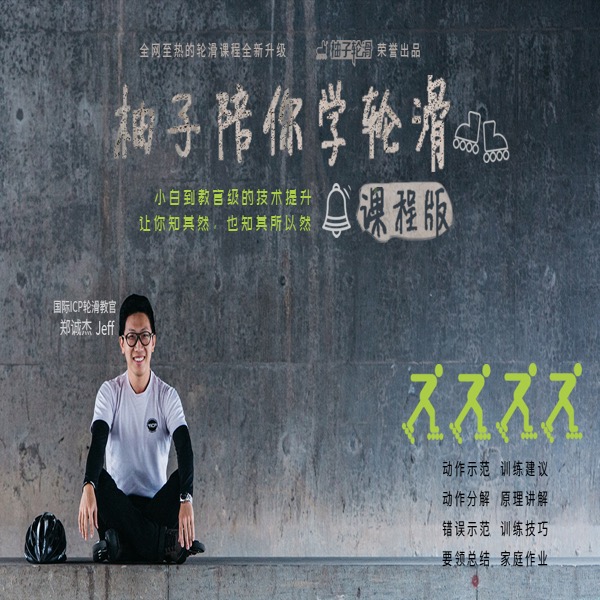 全网至热的轮滑课程全新升级 柚子轮滑 荣誉出品
柚子陪你学轮滑
小白到教官级的技术提升
让你知其然，也知其所以然
课程版
国际ICP轮滑教官
郑诚杰 Jeff
动作示范 训练建议
动作分解 原理讲解
错误示范 训练技巧
要领总结 家庭作业